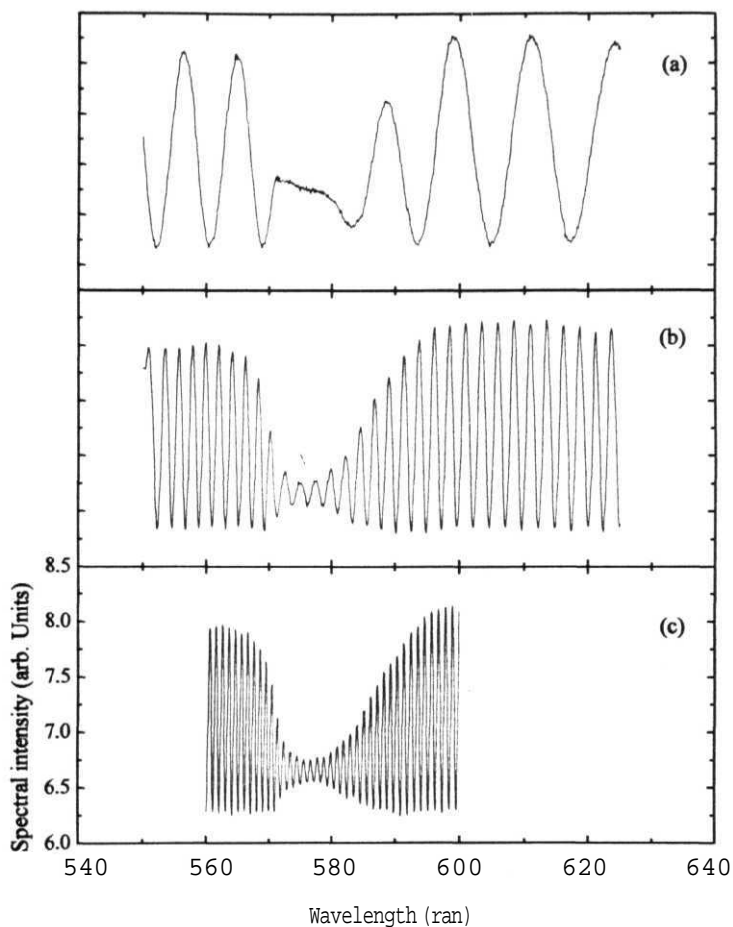 (a)
(b)
8.5
(c)
8.0
7.5
7.0
6.5
6.0
Spectral intensity (arb. Units)
540 560 580 600 620 640
Wavelength (ran)